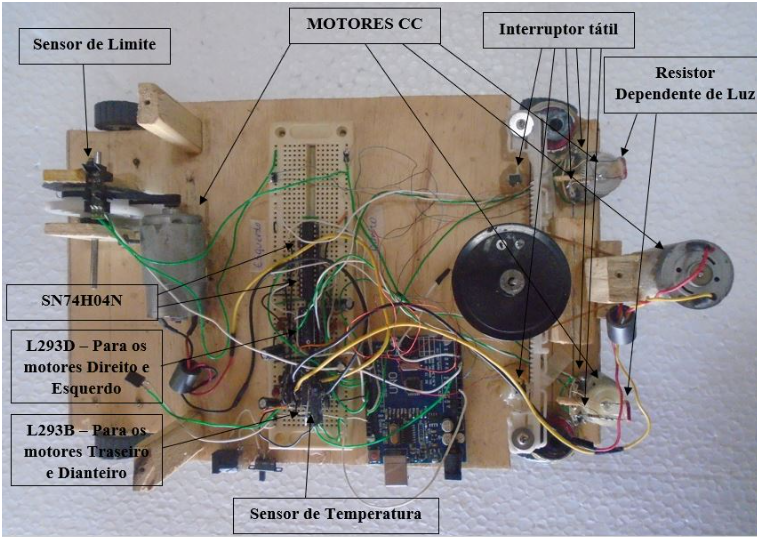 MOTORES CC
Interruptor tátil
Sensor de Limite
Resistor
Dependente de Luz
SN74H04N
L293D – Para os
motores Direito e
Esquerdo
L293B – Para os
motores Traseiro
e Dianteiro
Sensor de Temperatura
UNO